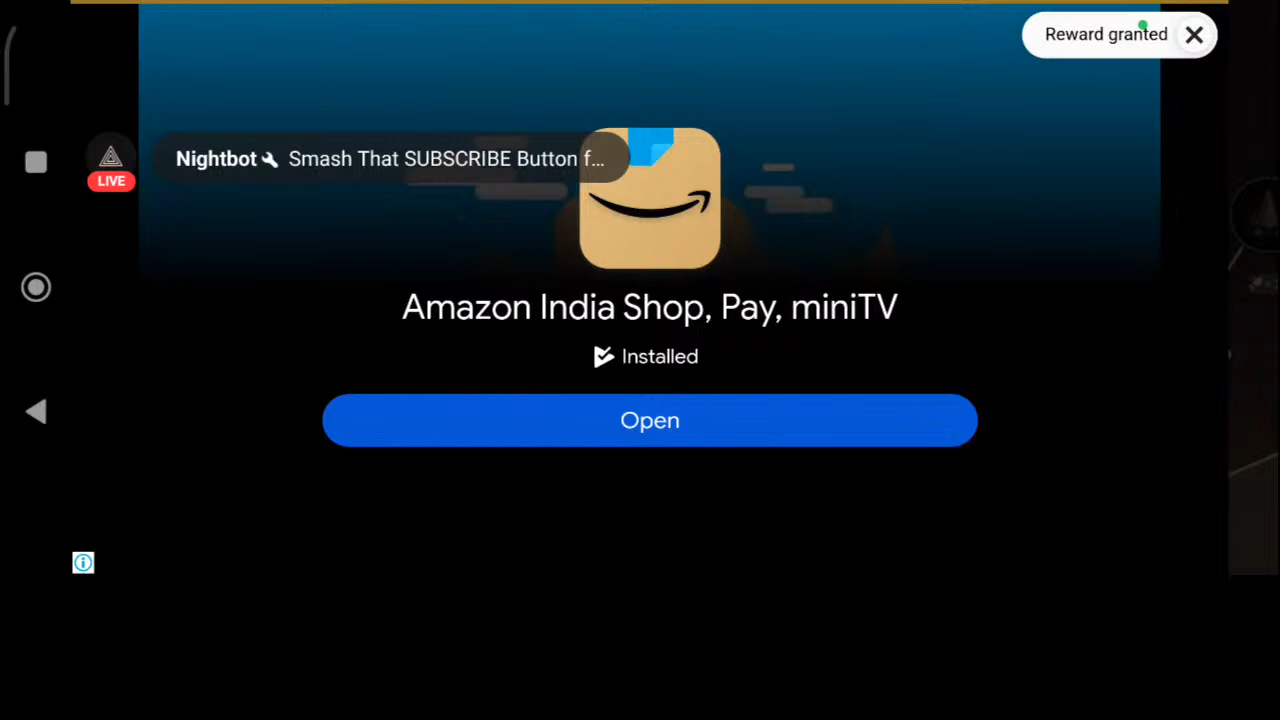 Reward granted
Nightbot Smash That SUBSCRIBE Button f...
LIVE
Amazon India Shop, Pay, miniTV
Installed
Open